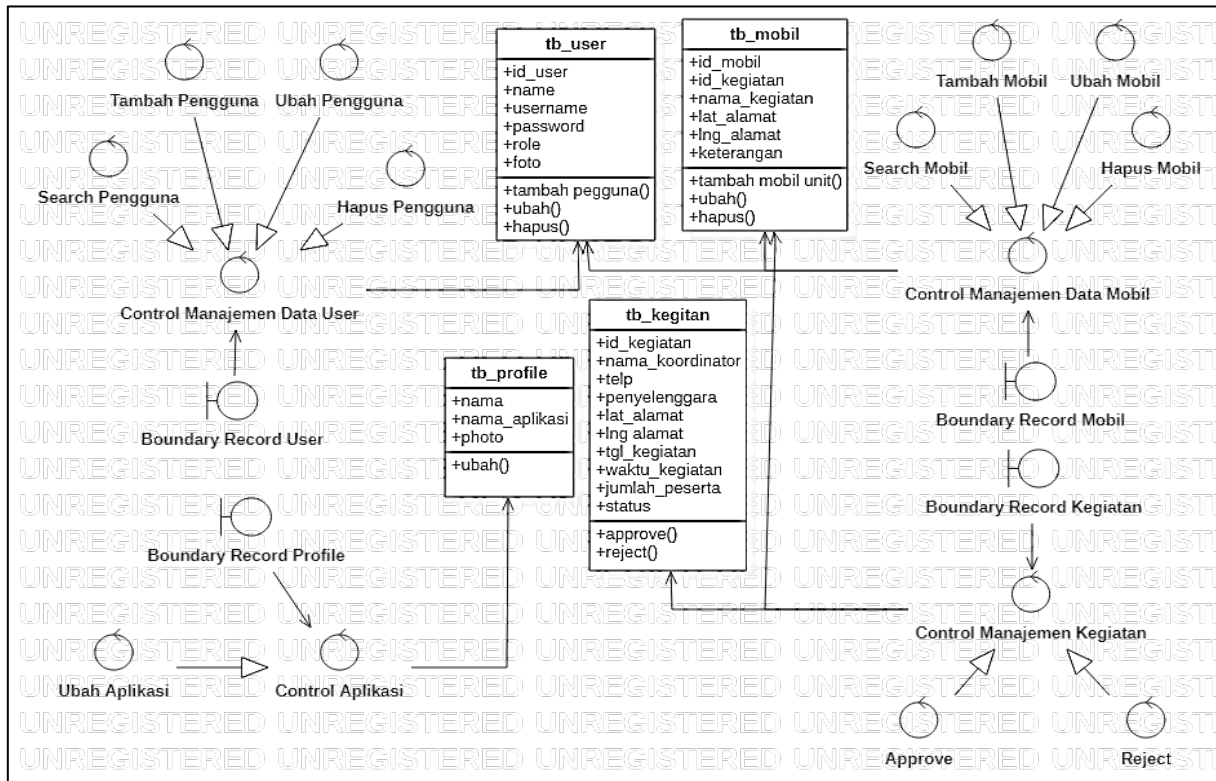 UNREGISTERED UNREGISTERED UNREGISTERED UNREGISTERED UNREGIST
Tambah Pengguna
Ubah Pengguna
Search Pengguna
Hapus Pengguna
Control Manajemen Data User
Boundary Record User
Boundary Record Profile
Ubah Aplikasi
Control Aplikasi
tb_user
+id_user
+name
+username
+password
+role
+foto
+tambah pegguna()
+ubah()
+hapus()
tb_mobil
+id_mobil
+id_kegiatan
+nama_kegiatan
+lat_alamat
+lng_alamat
+keterangan
+tambah mobil unit()
+ubah()
+hapus()
tb_profile
+nama
+nama_aplikasi
+photo
+ubah()
tb_kegitan
+id_kegiatan
+nama_koordinator
+telp
+penyelenggara
+lat_alamat
+lng alamat
+tgl_kegiatan
+waktu_kegiatan
+jumlah_peserta
+status
+approve()
+reject()
Tambah Mobil
Ubah Mobil
Search Mobil
Hapus Mobil
Control Manajemen Data Mobil
Boundary Record Mobil
Boundary Record Kegiatan
Control Manajemen Kegiatan
Approve
Reject